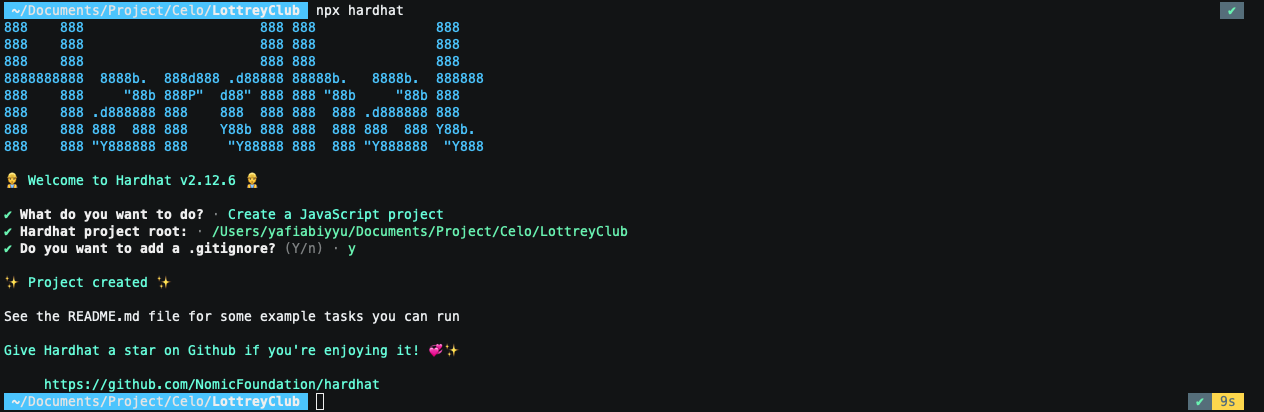 ~/Documents/Project/Celo/LottreyClub npx hardhat ✔
888    888                      888 888               888
888    888                      888 888               888
888    888                      888 888               888
8888888888  8888b.  888d888 .d88888 88888b.   8888b.  888888
888    888     "88b 888P"  d88" 888 888 "88b     "88b 888
888    888 .d888888 888    888  888 888  888 .d888888 888
888    888 888  888 888    Y88b 888 888  888 888  888 Y88b.
888    888 "Y888888 888     "Y88888 888  888 "Y888888  "Y888
👷 Welcome to Hardhat v2.12.6 👷
✔ What do you want to do? · Create a JavaScript project
✔ Hardhat project root: · /Users/yafiabiyyu/Documents/Project/Celo/LottreyClub
✔ Do you want to add a .gitignore? (Y/n) · y
✨ Project created ✨
See the README.md file for some example tasks you can run
Give Hardhat a star on Github if you're enjoying it! 💞✨
https://github.com/NomicFoundation/hardhat
~/Documents/Project/Celo/LottreyClub ✔ 9s